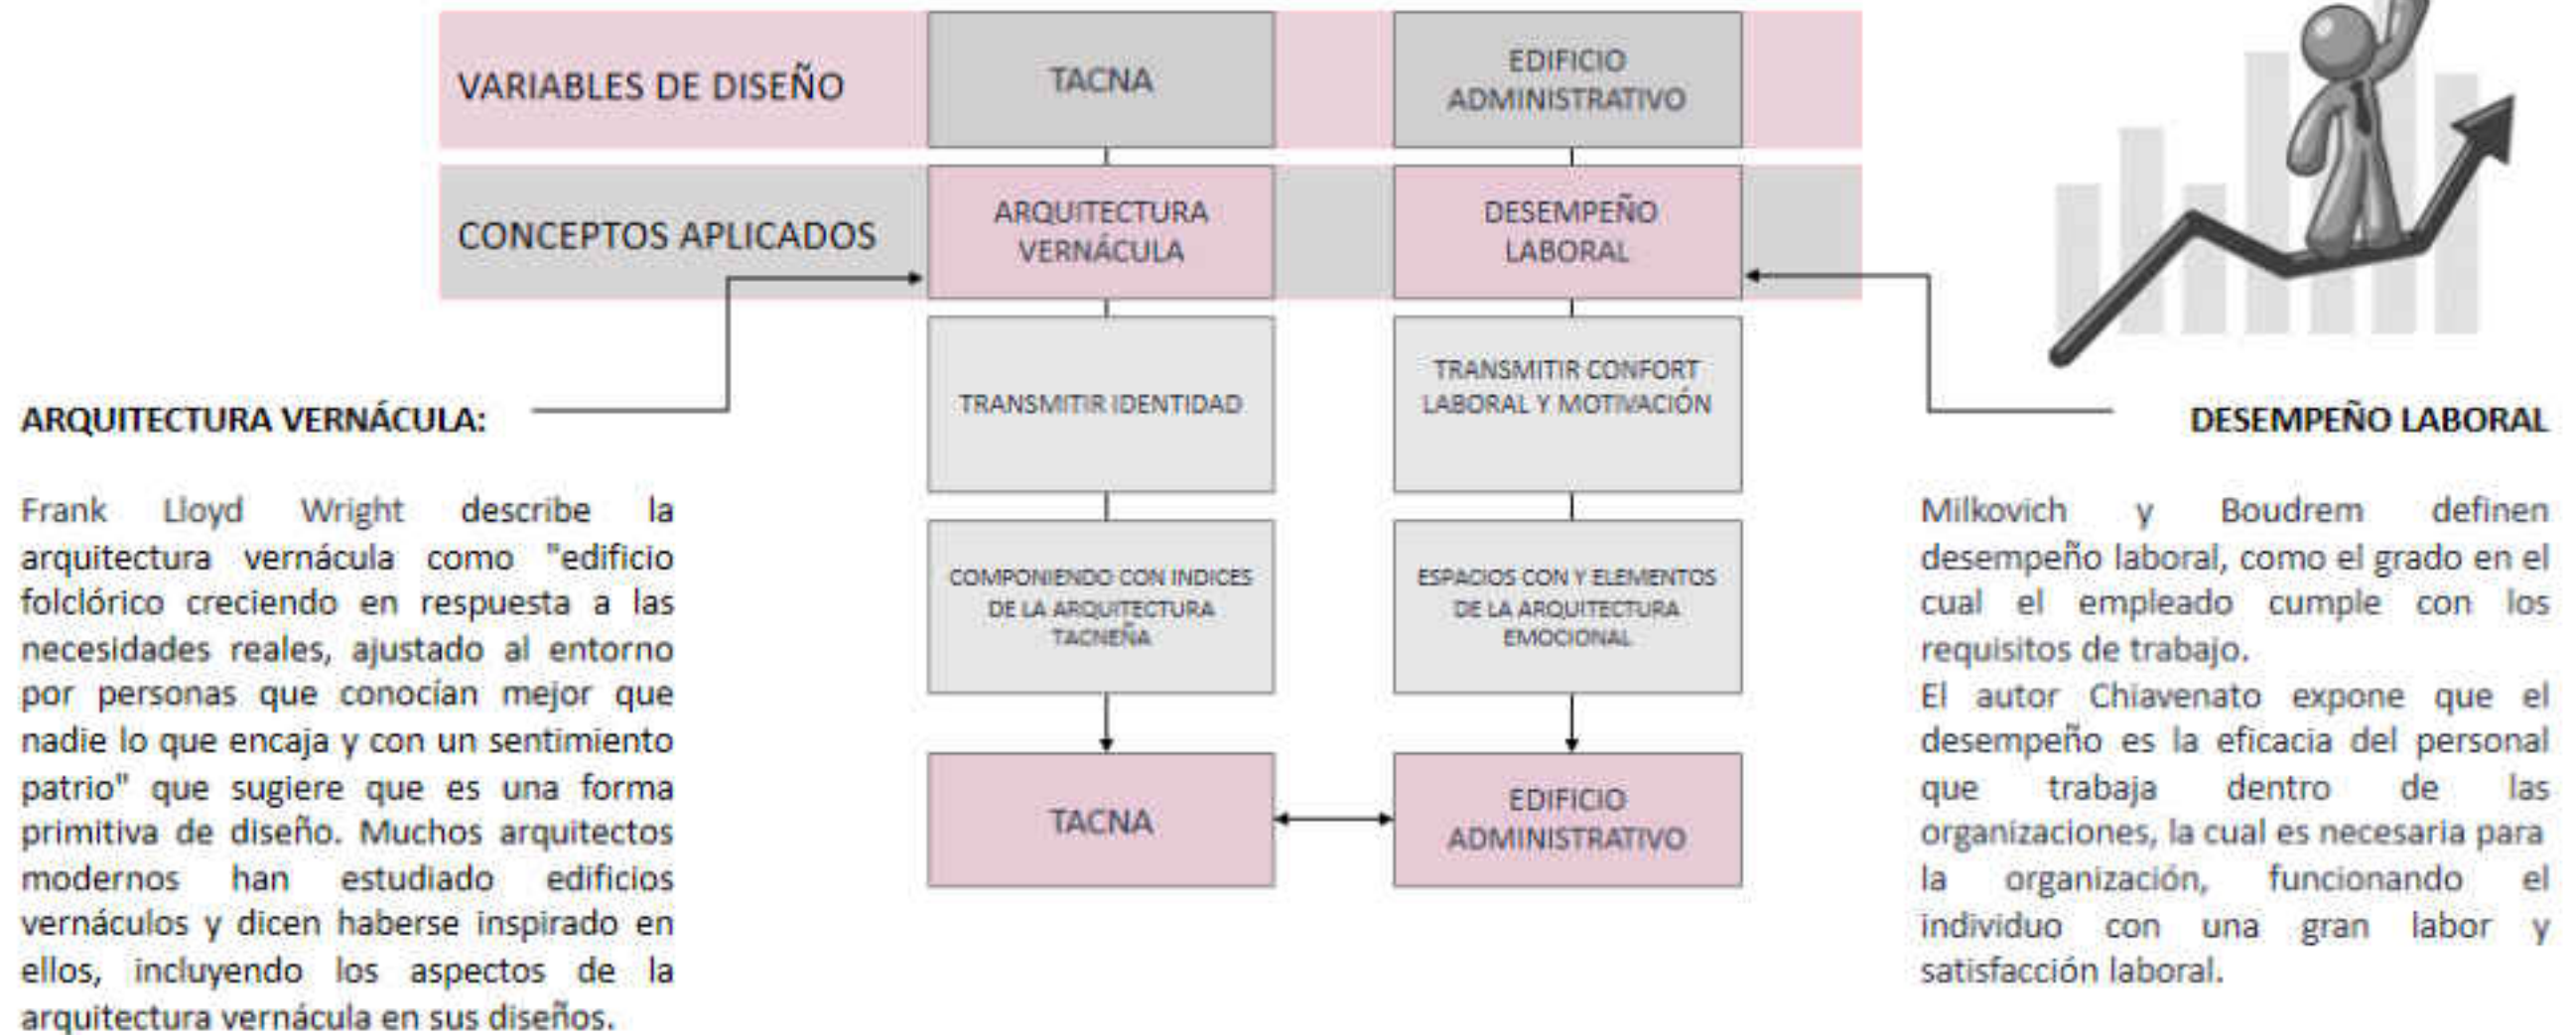 VARIABLES DE DISEÑO
TACNA
EDIFICIO
ADMINISTRATIVO
CONCEPTOS APLICADOS
ARQUITECTURA
VERNÁCULA
DESEMPEÑO
LABORAL
TRANSMITIR IDENTIDAD
TRANSMITIR CONFORT
LABORAL Y MOTIVACIÓN
COMPONIENDO CON INDICES
DE LA ARQUITECTURA
TACNEÑA
ESPACIOS CON Y ELEMENTOS
DE LA ARQUITECTURA
EMOCIONAL
TACNA
EDIFICIO
ADMINISTRATIVO
ARQUITECTURA VERNÁCULA:
Frank Lloyd Wright describe la
arquitectura vernácula como "edificio
folclórico creciendo en respuesta a las
necesidades reales, ajustado al entorno
por personas que conocían mejor que
nadie lo que encaja y con un sentimiento
patrio" que sugiere que es una forma
primitiva de diseño. Muchos arquitectos
modernos han estudiado edificios
vernáculos y dicen haberse inspirado en
ellos, incluyendo los aspectos de la
arquitectura vernácula en sus diseños.
DESEMPEÑO LABORAL
Milkovich y Boudrem definen
desempeño laboral, como el grado en el
cual el empleado cumple con los
requisitos de trabajo.
El autor Chiavenato expone que el
desempeño es la eficacia del personal
que trabaja dentro de las
organizaciones, la cual es necesaria para
la organización, funcionando el
individuo con una gran labor y
satisfacción laboral.